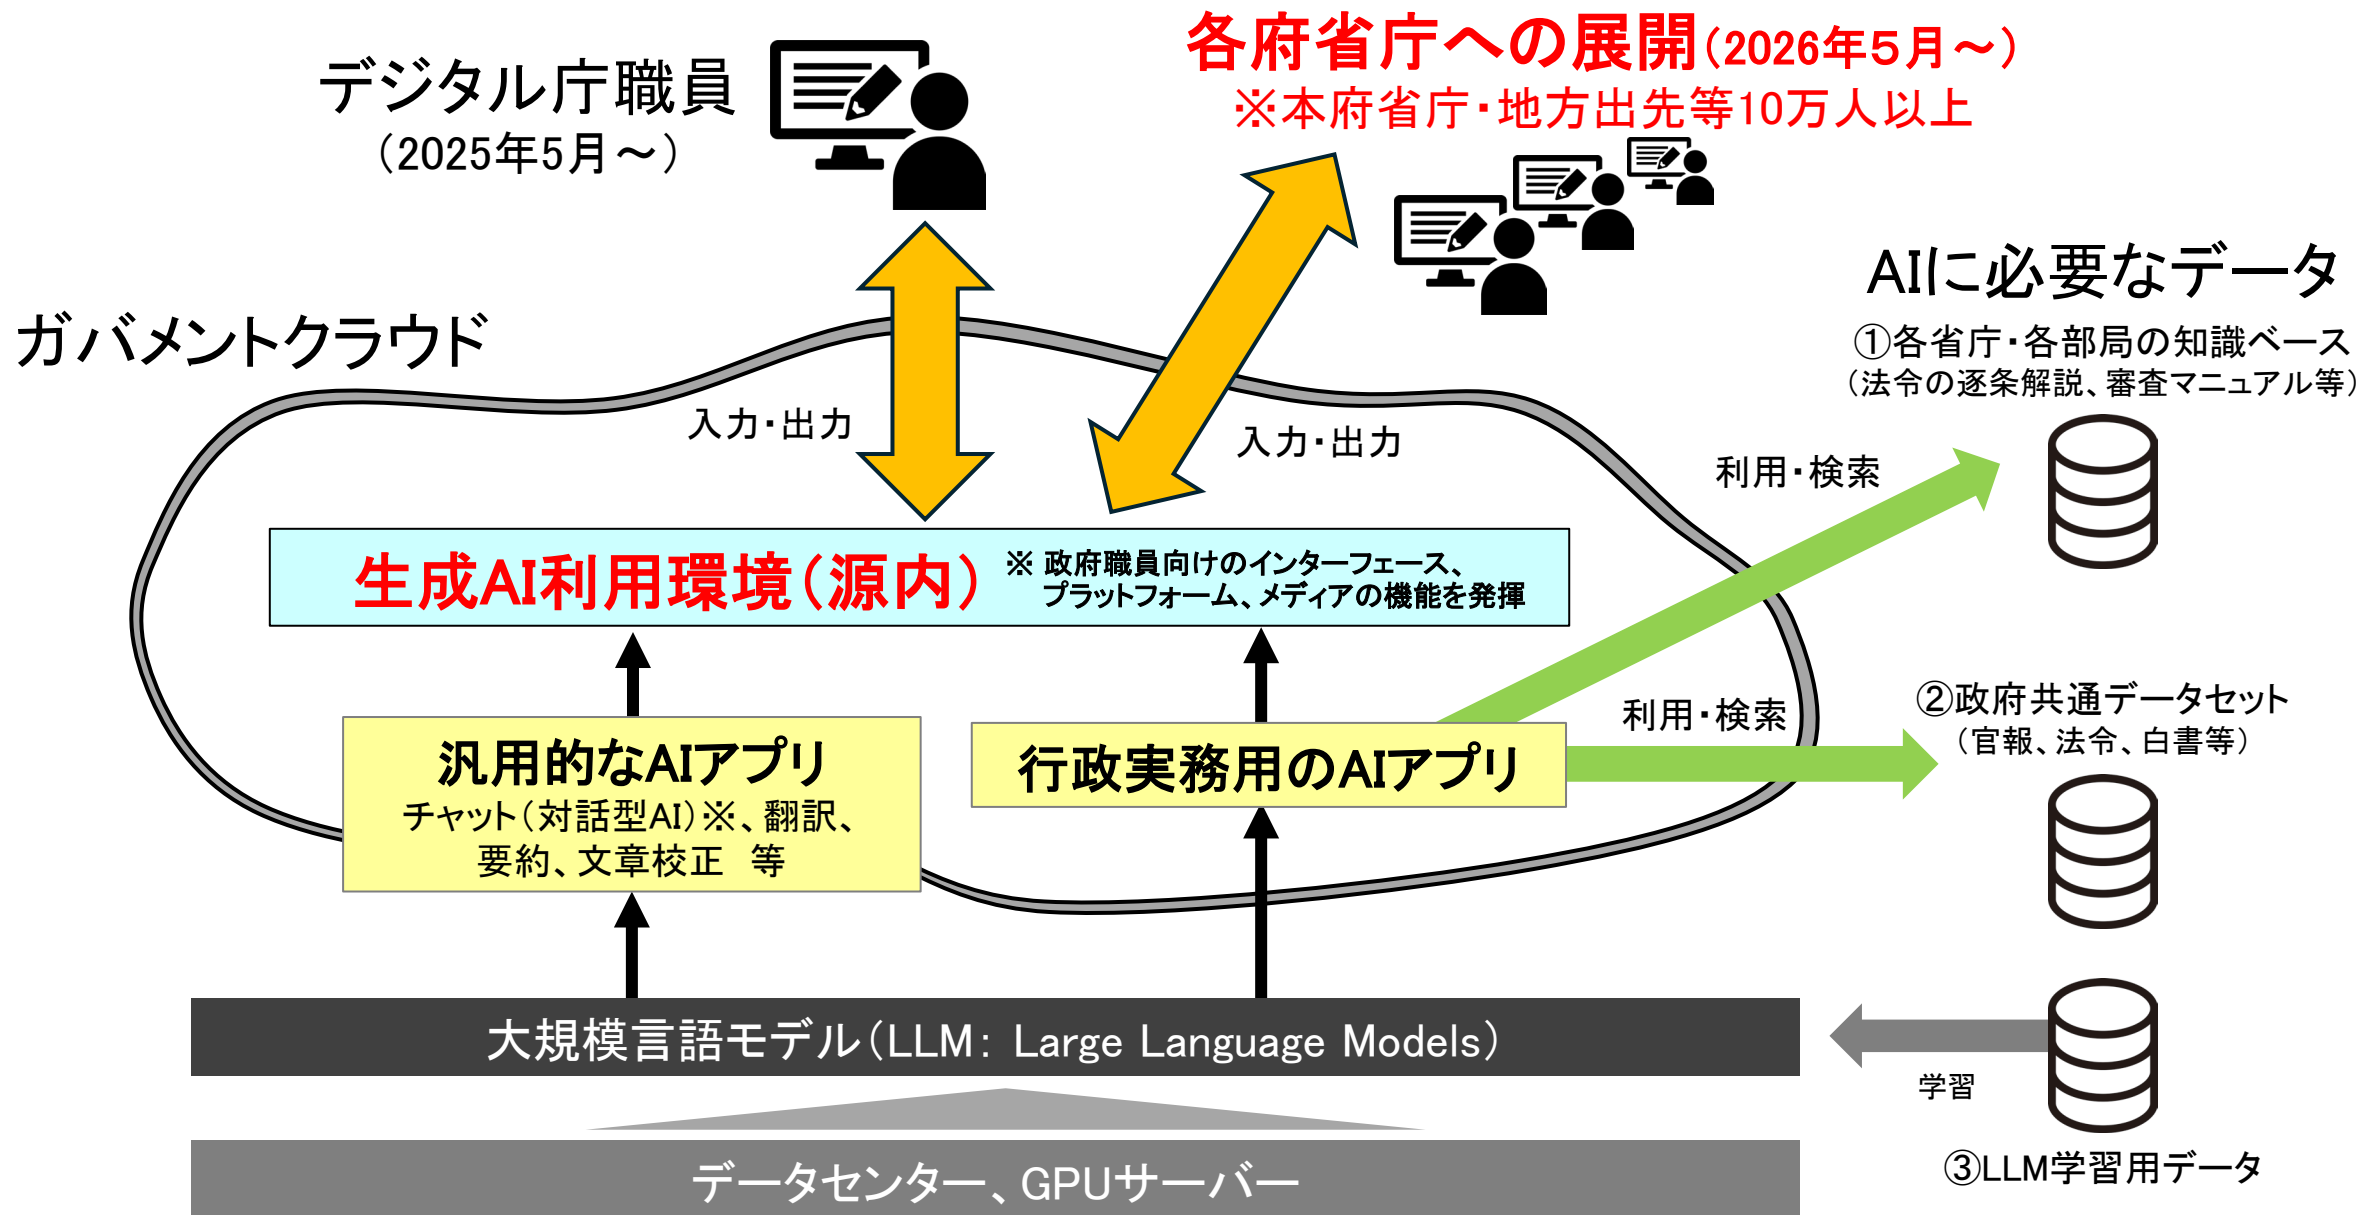 デジタル庁職員
（2025年5月～）
各府省庁への展開（2026年５月～）
※本府省庁・地方出先等10万人以上
ガバメントクラウド
AIに必要なデータ
①各省庁・各部局の知識ベース
（法令の逐条解説、審査マニュアル等）
入力・出力
入力・出力
利用・検索
生成AI利用環境（源内）
※ 政府職員向けのインターフェース、
プラットフォーム、メディアの機能を発揮
利用・検索
②政府共通データセット
（官報、法令、白書等）
汎用的なAIアプリ
チャット（対話型AI）※、翻訳、
要約、文章校正　等
行政実務用のAIアプリ
大規模言語モデル（LLM： Large Language Models）
学習
③LLM学習用データ
データセンター、GPUサーバー